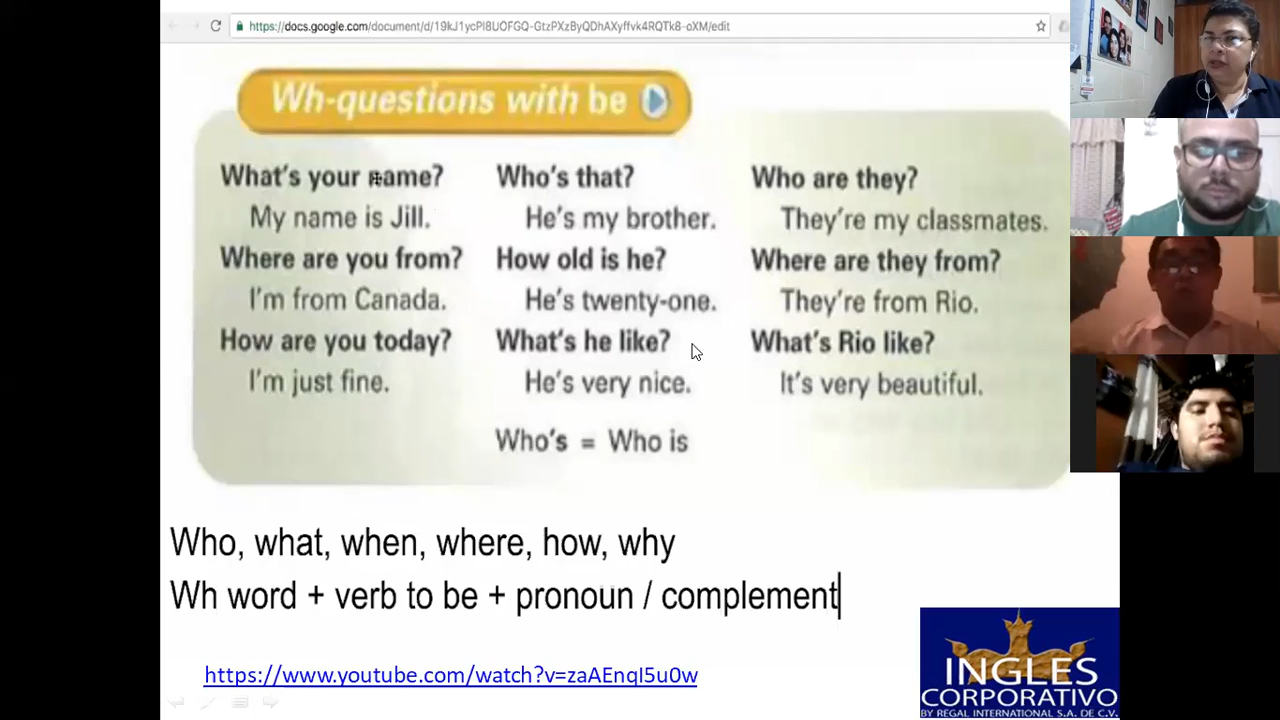 https://docs.google.com/document/d/19kJ1ycPl8UOFGQ-GtzPXzByQDhAXyffvk4RQTk8-oXM/edit
Wh-questions with be
What's your name?
My name is Jill.
Where are you from?
I'm from Canada.
How are you today?
I'm just fine.
Who's that?
He's my brother.
How old is he?
He's twenty-one.
What's he like?
He's very nice.
Who's = Who is
Who are they?
They're my classmates.
Where are they from?
They're from Rio.
What's Rio like?
It's very beautiful.
Who, what, when, where, how, why
Wh word + verb to be + pronoun / complement
https://www.youtube.com/watch?v=zaAEnqI5u0w
INGLES
CORPORATIVO
BY REGAL INTERNATIONAL S.A. DE C.V.